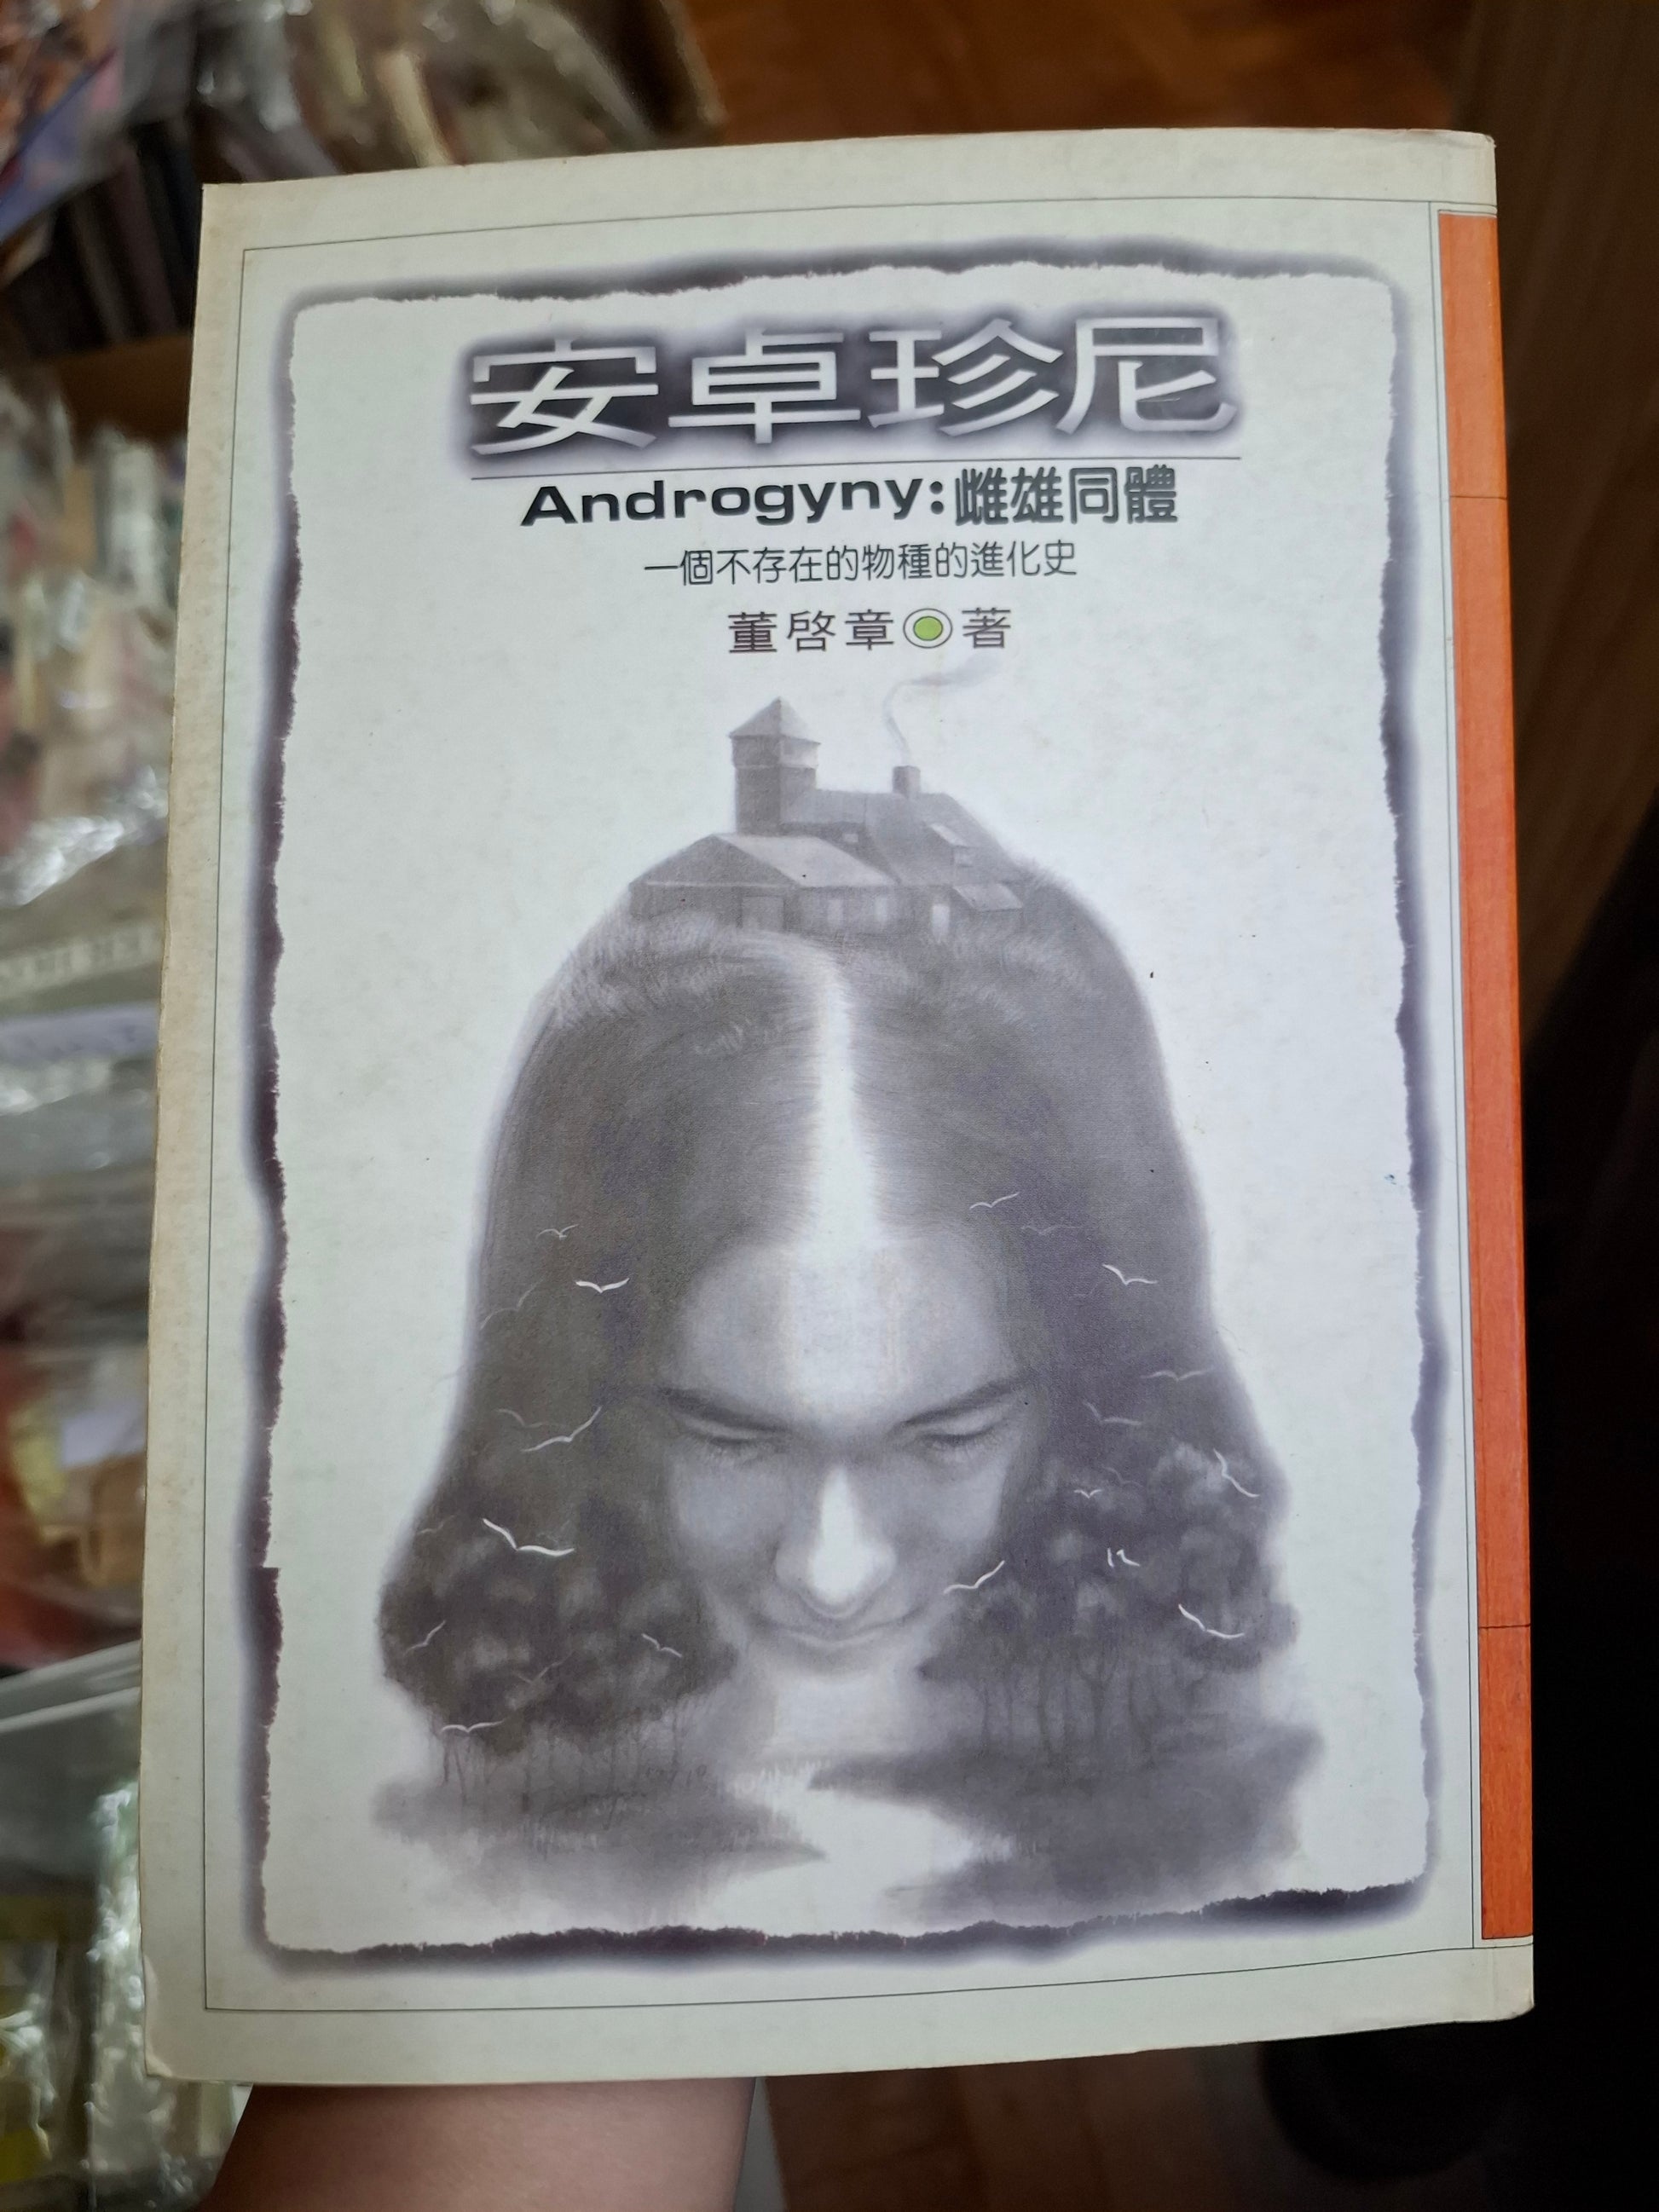 安卓珍尼
Androgyny:雌雄同體
一個不存在的物種的進化史
董啓章著